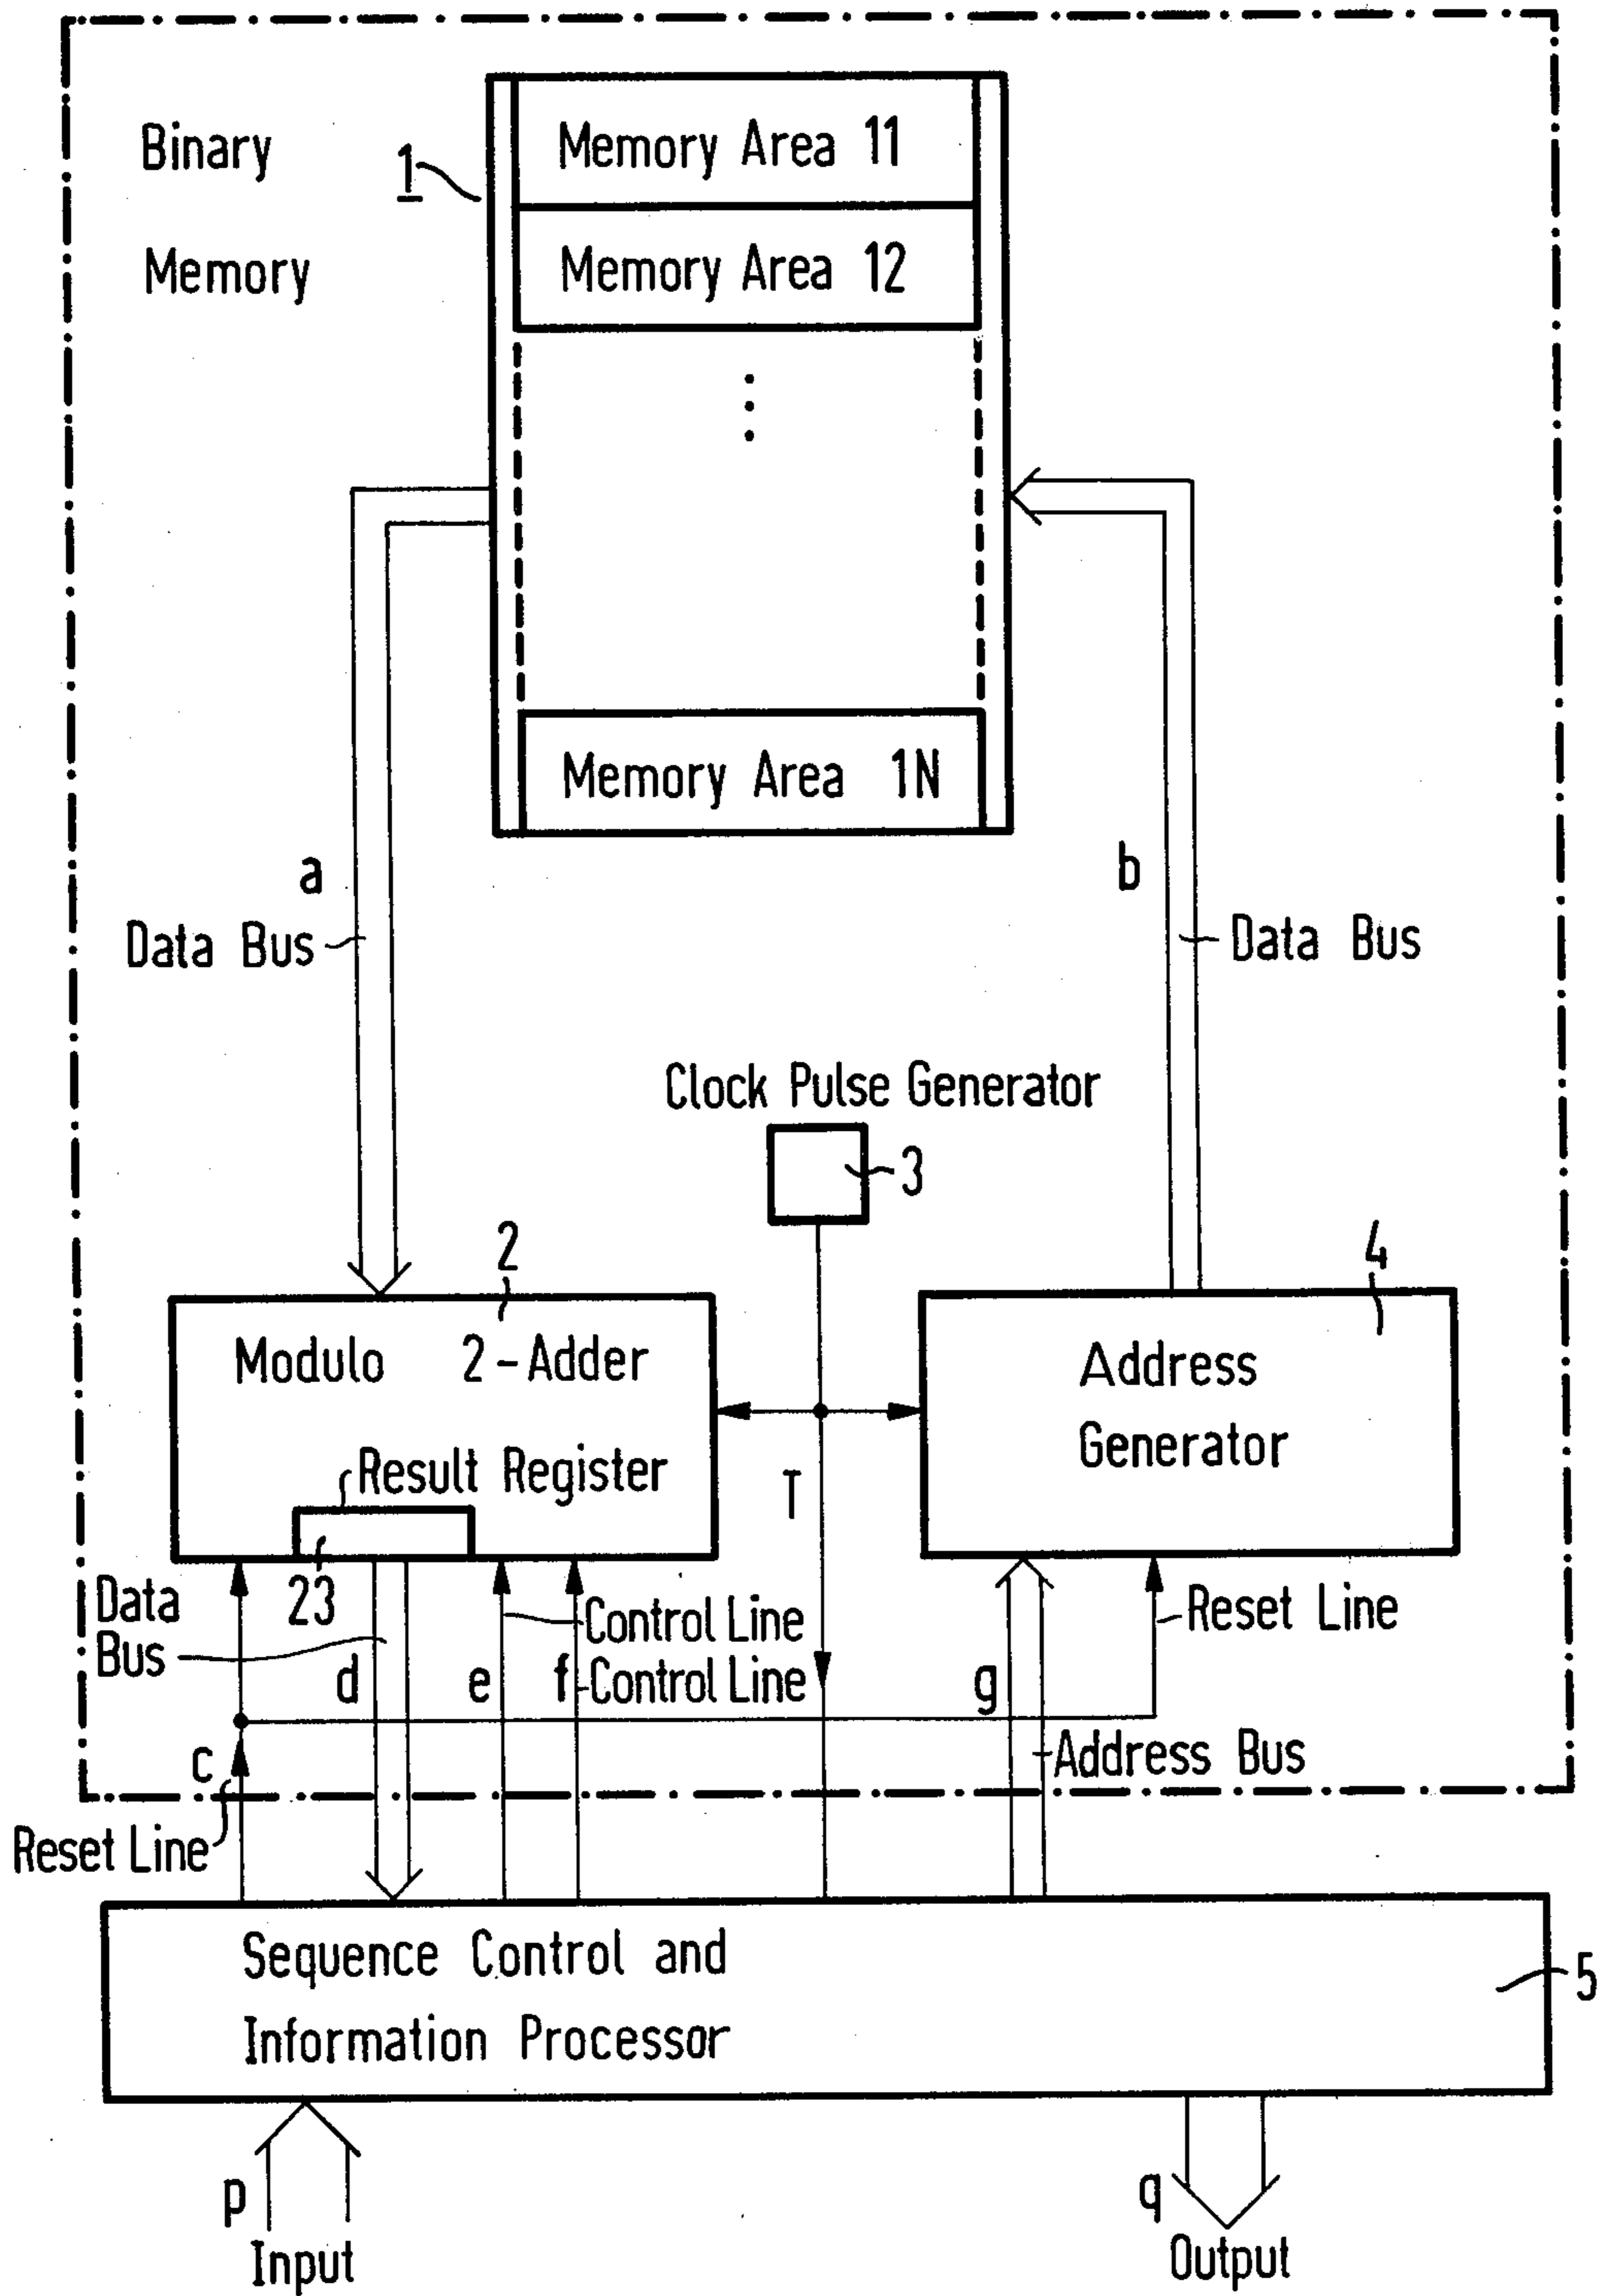 Binary
1
Memory Area 11
Memory
Memory Area 12
Memory Area 1N
a
b
Data Bus
Data Bus
Clock Pulse Generator
3
2
4
Modulo 2-Adder
Address
Generator
Result Register
T
23
Data
Bus
Control Line
Reset Line
d
e
f
Control Line
g
c
Address Bus
Reset Line
Sequence Control and
Information Processor
5
p
Input
q
Output